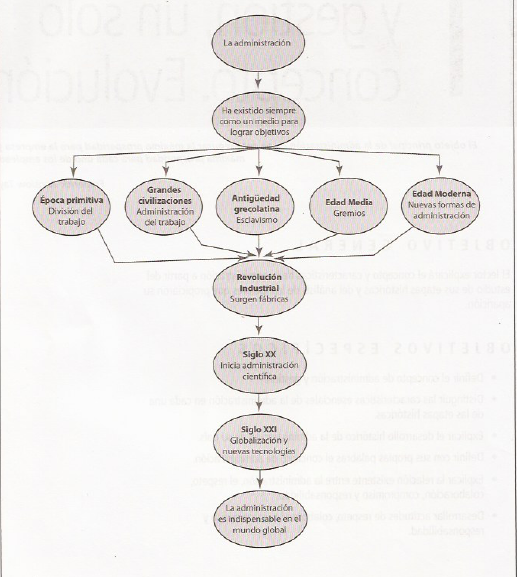 La administración
Ha existido siempre
como un medio para
lograr objetivos
Época primitiva
División del
trabajo
Grandes
civilizaciones
Administración
del trabajo
Antigüedad
grecolatina
Esclavismo
Edad Media
Gremios
Edad Moderna
Nuevas formas de
administración
Revolución
Industrial
Surgen fábricas
Siglo XX
Inicia administración
científica
Siglo XXI
Globalización y
nuevas tecnologías
La administración
es indispensable en el
mundo global